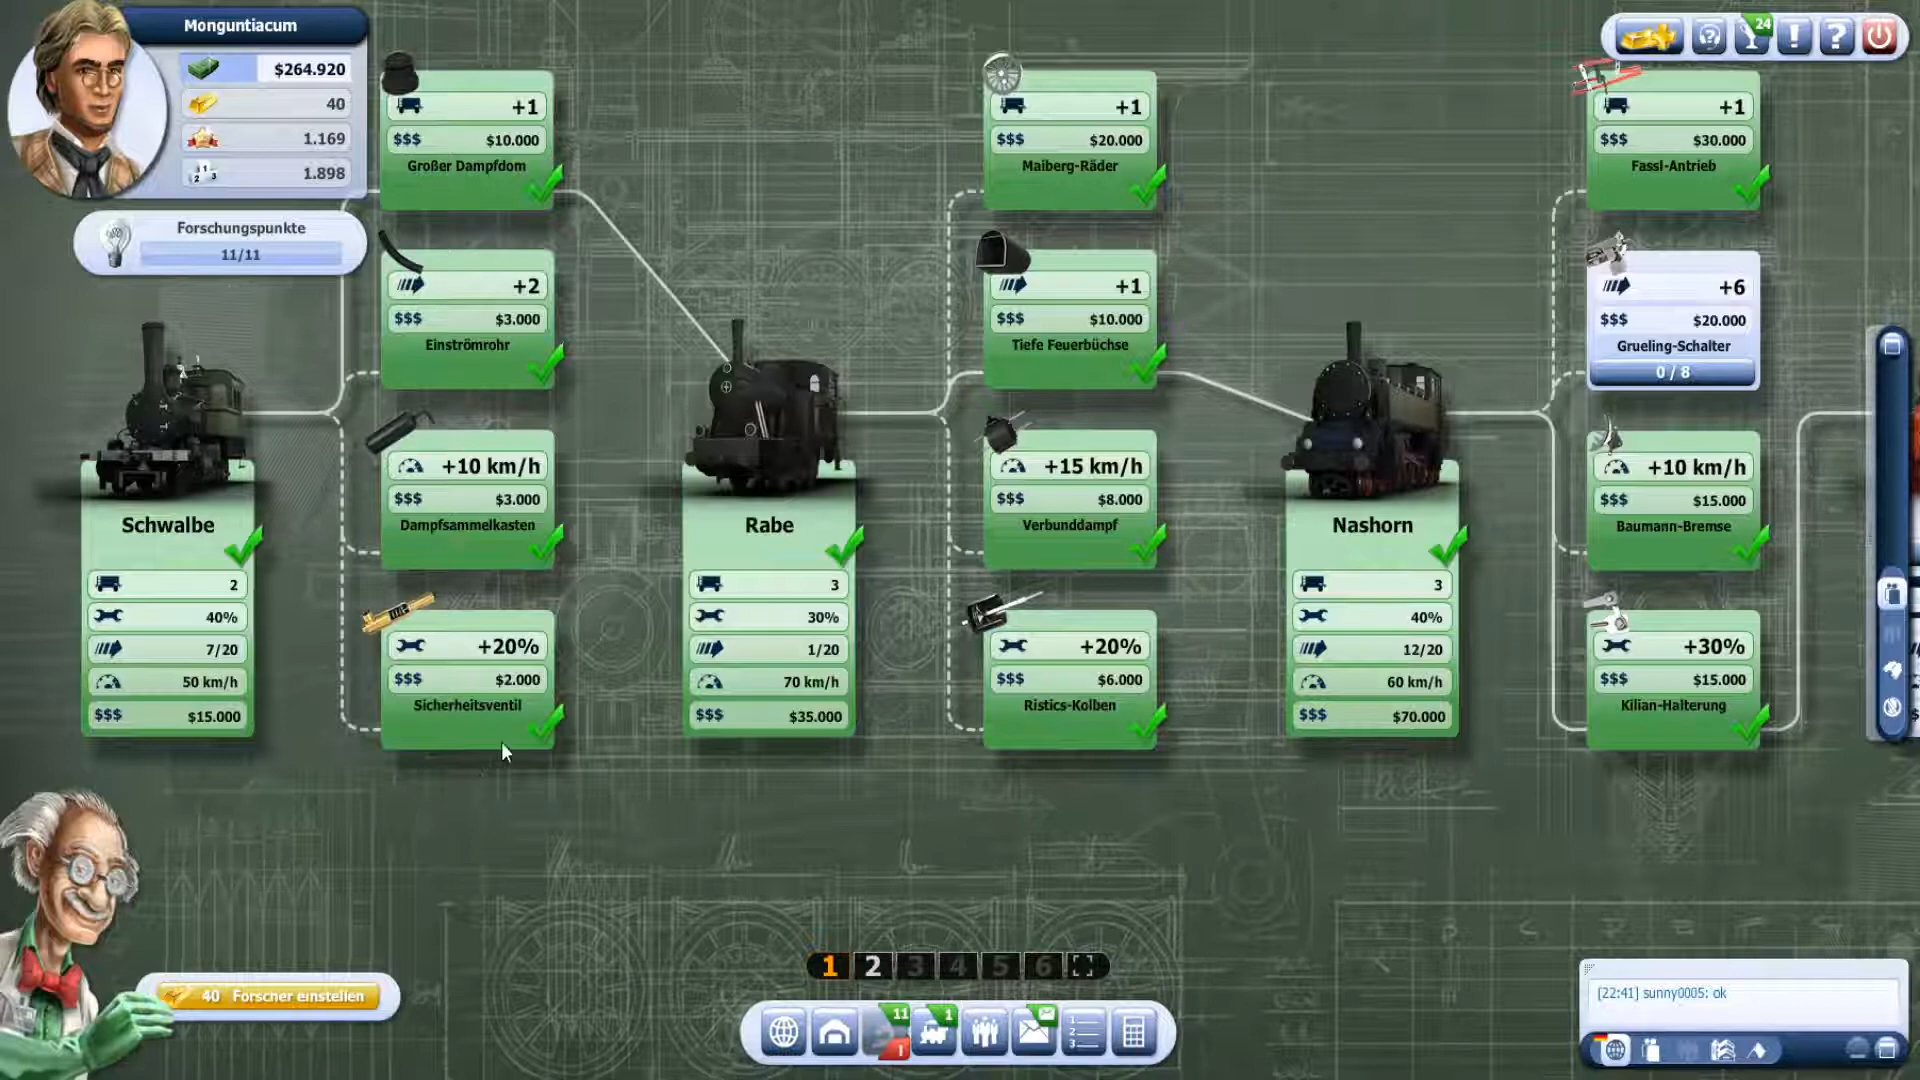 Monguntiacum
$264.920
40
1.169
1.898
Forschungspunkte
11/11
24
+1
$$$ $10.000
Großer Dampfdom
+2
$$$ $3.000
Einströmrohr
+10 km/h
$$$ $3.000
Dampfsammelkasten
+20%
$$$ $2.000
Sicherheitsventil
Schwalbe
2
40%
7/20
50 km/h
$$$ $15.000
Rabe
3
30%
1/20
70 km/h
$$$ $35.000
+1
$$$ $20.000
Maiberg-Räder
+1
$$$ $10.000
Tiefe Feuerbüchse
+15 km/h
$$$ $8.000
Verbunddampf
+20%
$$$ $6.000
Ristics-Kolben
Nashorn
3
40%
12/20
60 km/h
$$$ $70.000
+1
$$$ $30.000
Fassl-Antrieb
+6
$$$ $20.000
Grueling-Schalter
0 / 8
+10 km/h
$$$ $15.000
Baumann-Bremse
+30%
$$$ $15.000
Kilian-Halterung
40 Forscher einstellen
1 2 3 4 5 6
11 1
[22:41] sunny0005: ok